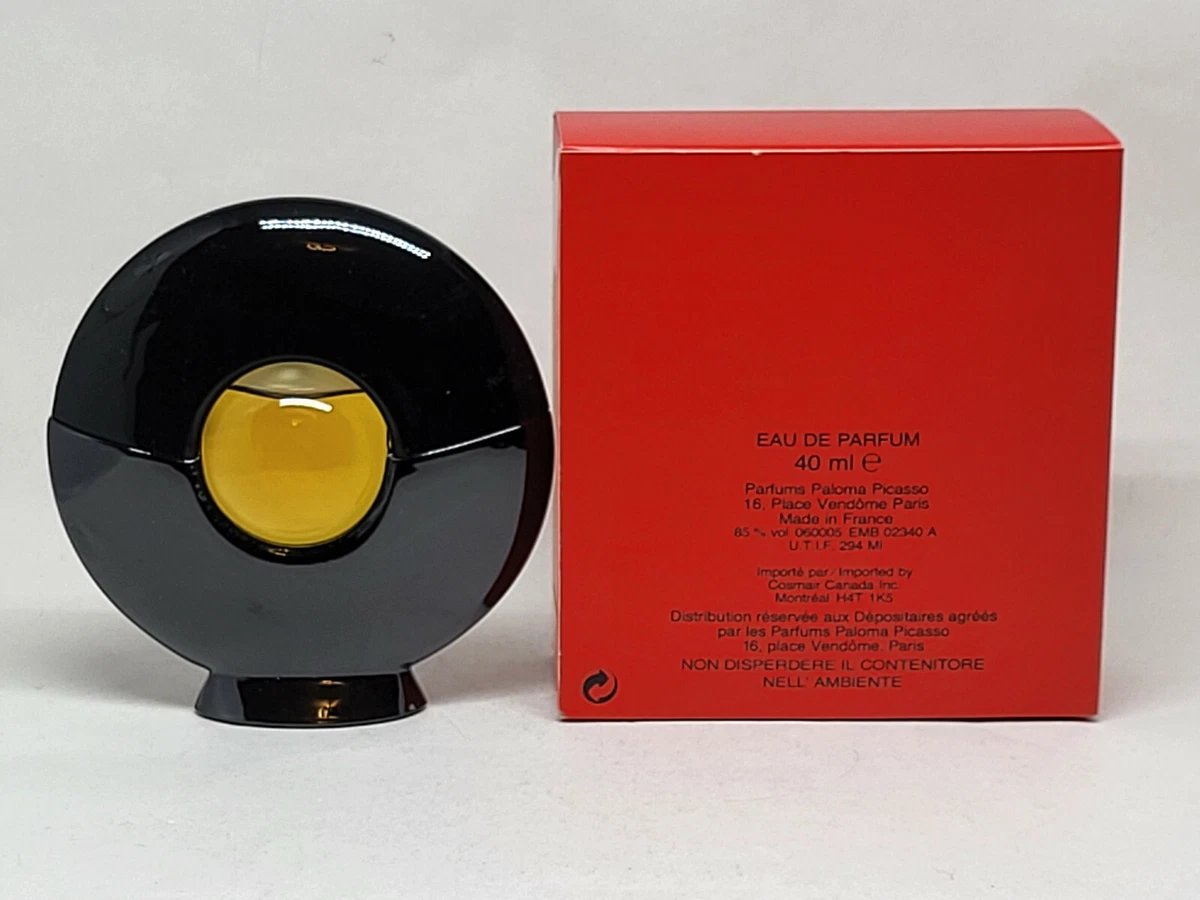 EAU DE PARFUM
40 ml ℮
Parfums Paloma Picasso
16, Place Vendôme Paris
Made in France
85 % vol 060005 EMB 02340 A
U.T.I.F. 294 MI
Importé par/Imported by
Cosmair Canada Inc.
Montréal H4T 1K5
Distribution réservée aux Dépositaires agréés
par les Parfums Paloma Picasso
16, place Vendôme. Paris
NON DISPERDERE IL CONTENITORE
NELL' AMBIENTE